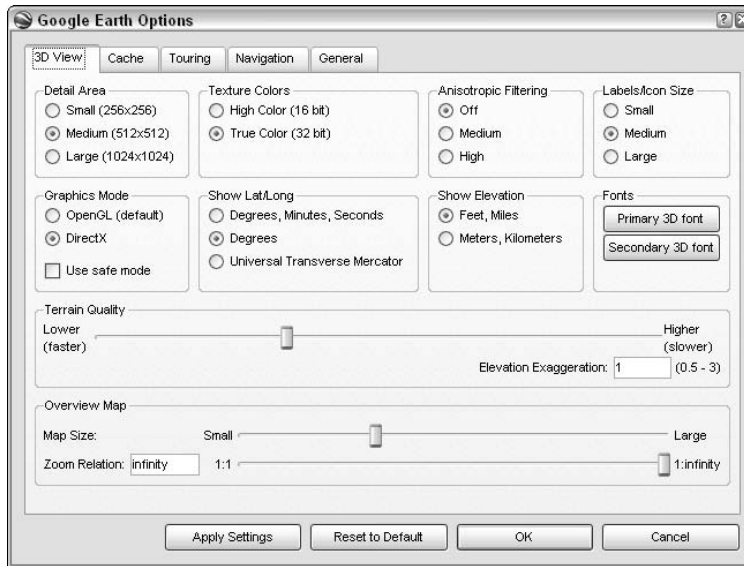 Google Earth Options
3D View Cache Touring Navigation General
Detail Area
Small (256x256)
Medium (512x512)
Large (1024x1024)
Texture Colors
High Color (16 bit)
True Color (32 bit)
Anisotropic Filtering
Off
Medium
High
Labels/Icon Size
Small
Medium
Large
Graphics Mode
OpenGL (default)
DirectX
Use safe mode
Show Lat/Long
Degrees, Minutes, Seconds
Degrees
Universal Transverse Mercator
Show Elevation
Feet, Miles
Meters, Kilometers
Fonts
Primary 3D font
Secondary 3D font
Terrain Quality
Lower
(faster)
Higher
(slower)
Elevation Exaggeration: 1 (0.5 - 3)
Overview Map
Map Size: Small Large
Zoom Relation: infinity 1:1 1:infinity
Apply Settings Reset to Default OK Cancel